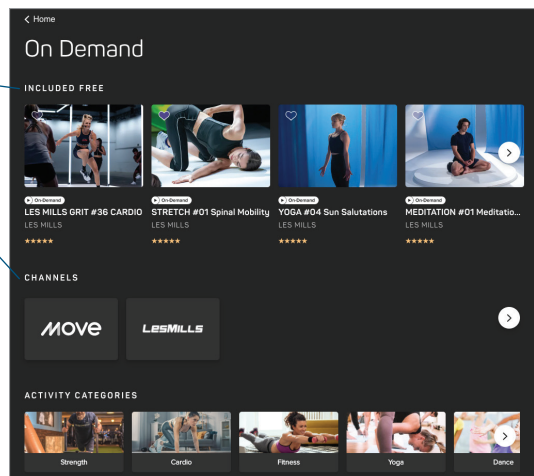 Home
On Demand
INCLUDED FREE
On-Demand
On-Demand
On-Demand
On-Demand
LES MILLS GRIT #36 CARDIO
STRETCH #01 Spinal Mobility
YOGA #04 Sun Salutations
MEDITATION #01 Meditatio...
LES MILLS
LES MILLS
LES MILLS
LES MILLS
CHANNELS
MOVe
LesMILLS
ACTIVITY CATEGORIES
Strength
Cardio
Fitness
Yoga
Dance